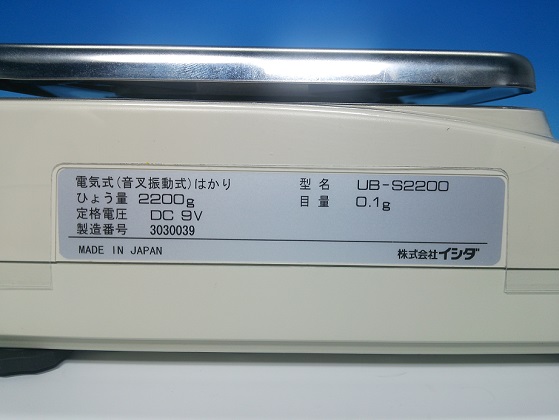 電気式(音叉振動式)はかり 型名 UB-S2200
ひょう量 2200g 目量 0.1g
定格電圧 DC 9V
製造番号 3030039
MADE IN JAPAN 株式会社イシダ